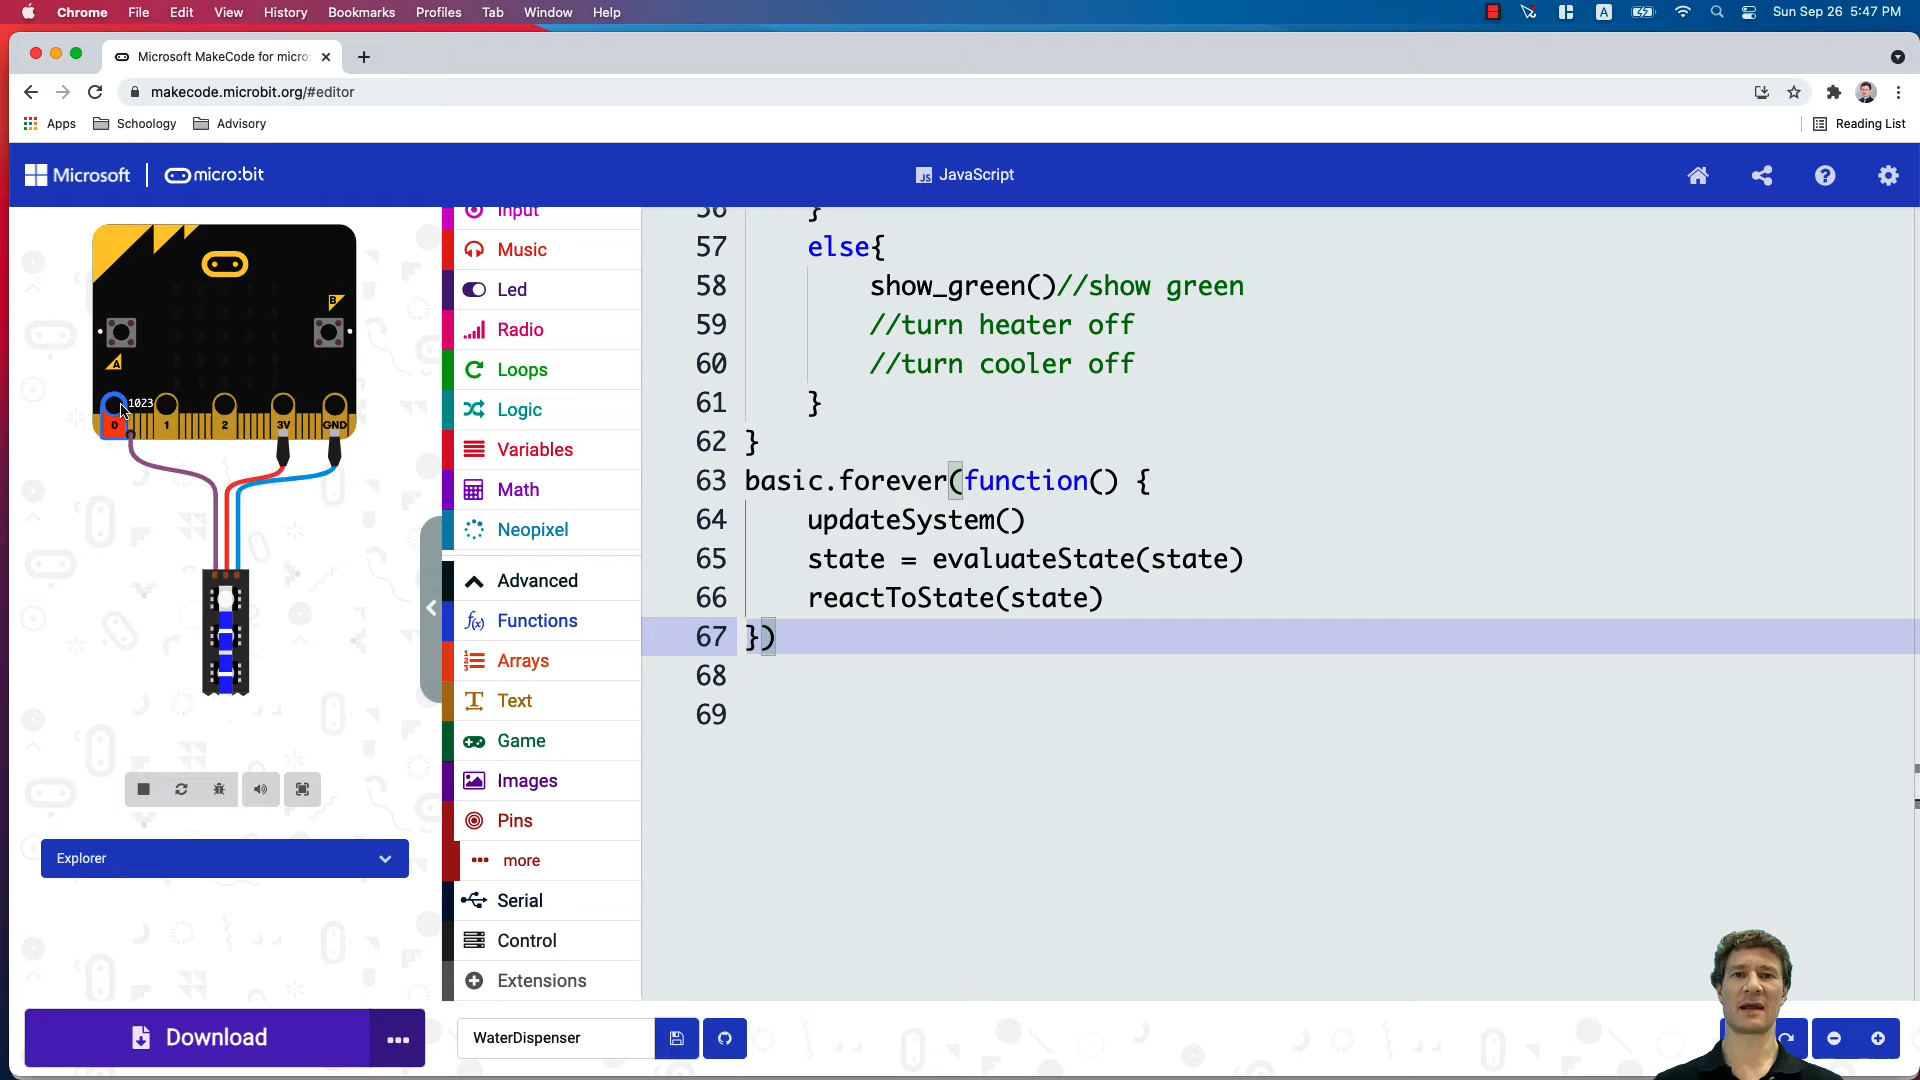 Chrome File Edit View History Bookmarks Profiles Tab Window Help
A
Sun Sep 26 5:47 PM
Microsoft MakeCode for micro:
makecode.microbit.org/#editor
Apps Schoology Advisory
Reading List
Microsoft micro:bit
JS JavaScript
B
A
1023
0 1 2 3V GND
Explorer
Download
Input
Music
Led
Radio
Loops
Logic
Variables
Math
Neopixel
Advanced
f(x) Functions
Arrays
T Text
Game
Images
Pins
more
Serial
Control
Extensions
WaterDispenser
56 }
57 else{
58 show_green()//show green
59 //turn heater off
60 //turn cooler off
61 }
62 }
63 basic.forever(function() {
64 updateSystem()
65 state = evaluateState(state)
66 reactToState(state)
67 })
68
69